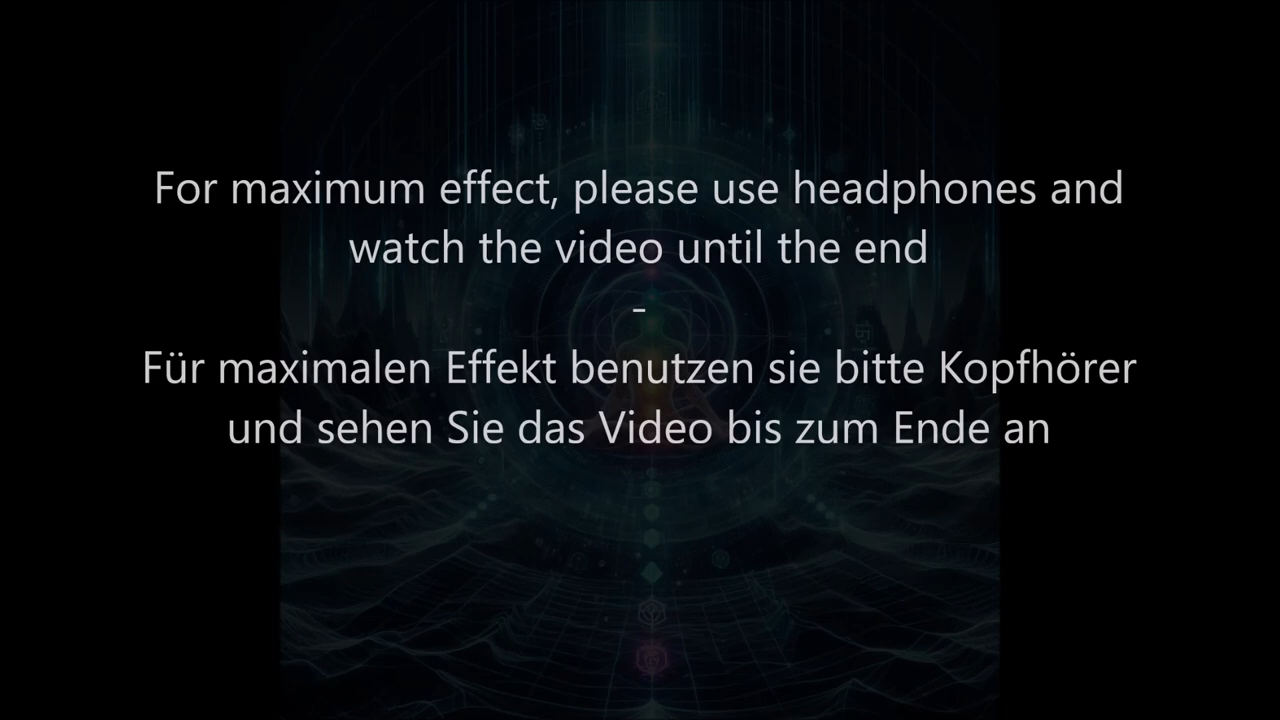 For maximum effect, please use headphones and
watch the video until the end
-
Für maximalen Effekt benutzen sie bitte Kopfhörer
und sehen Sie das Video bis zum Ende an